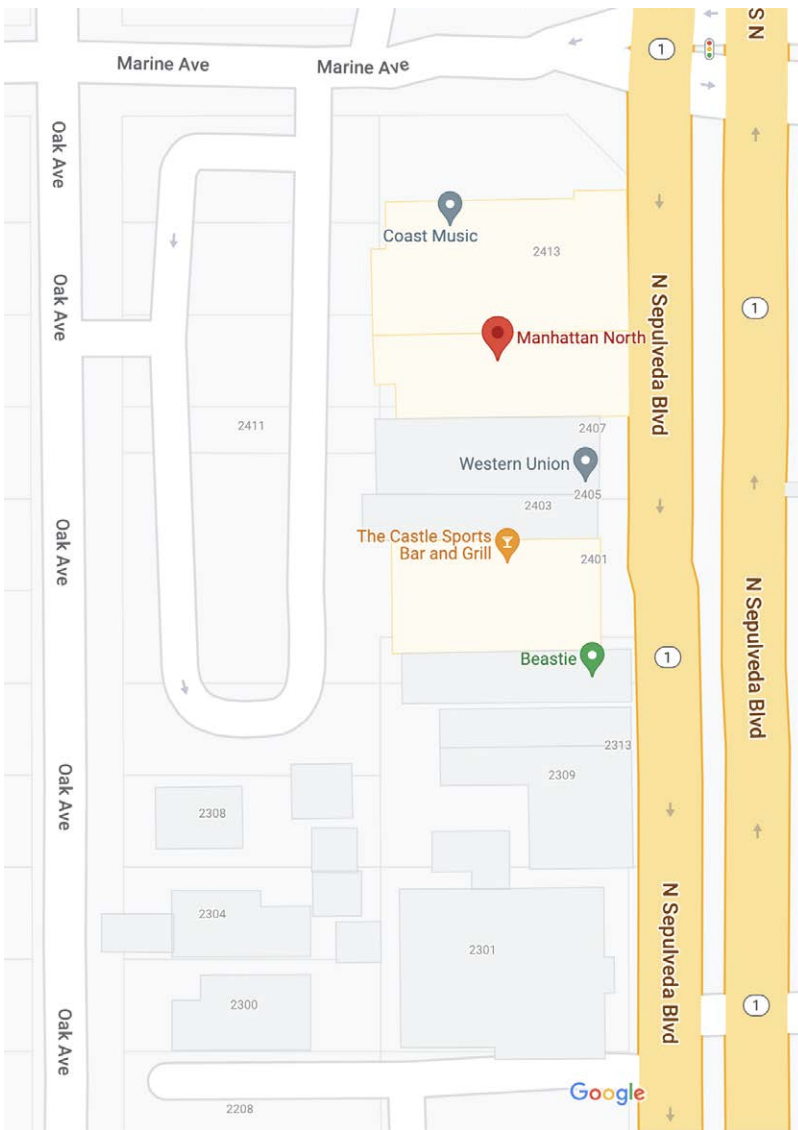 S N
1
Marine Ave
Marine Ave
Oak Ave
Coast Music
2413
Oak Ave
N Sepulveda Blvd
1
Manhattan North
2411
2407
Western Union
2405
2403
Oak Ave
The Castle Sports
Bar and Grill
2401
N Sepulveda Blvd
Beastie
1
2313
2309
Oak Ave
2308
2304
N Sepulveda Blvd
2301
2300
1
Oak Ave
Google
2208